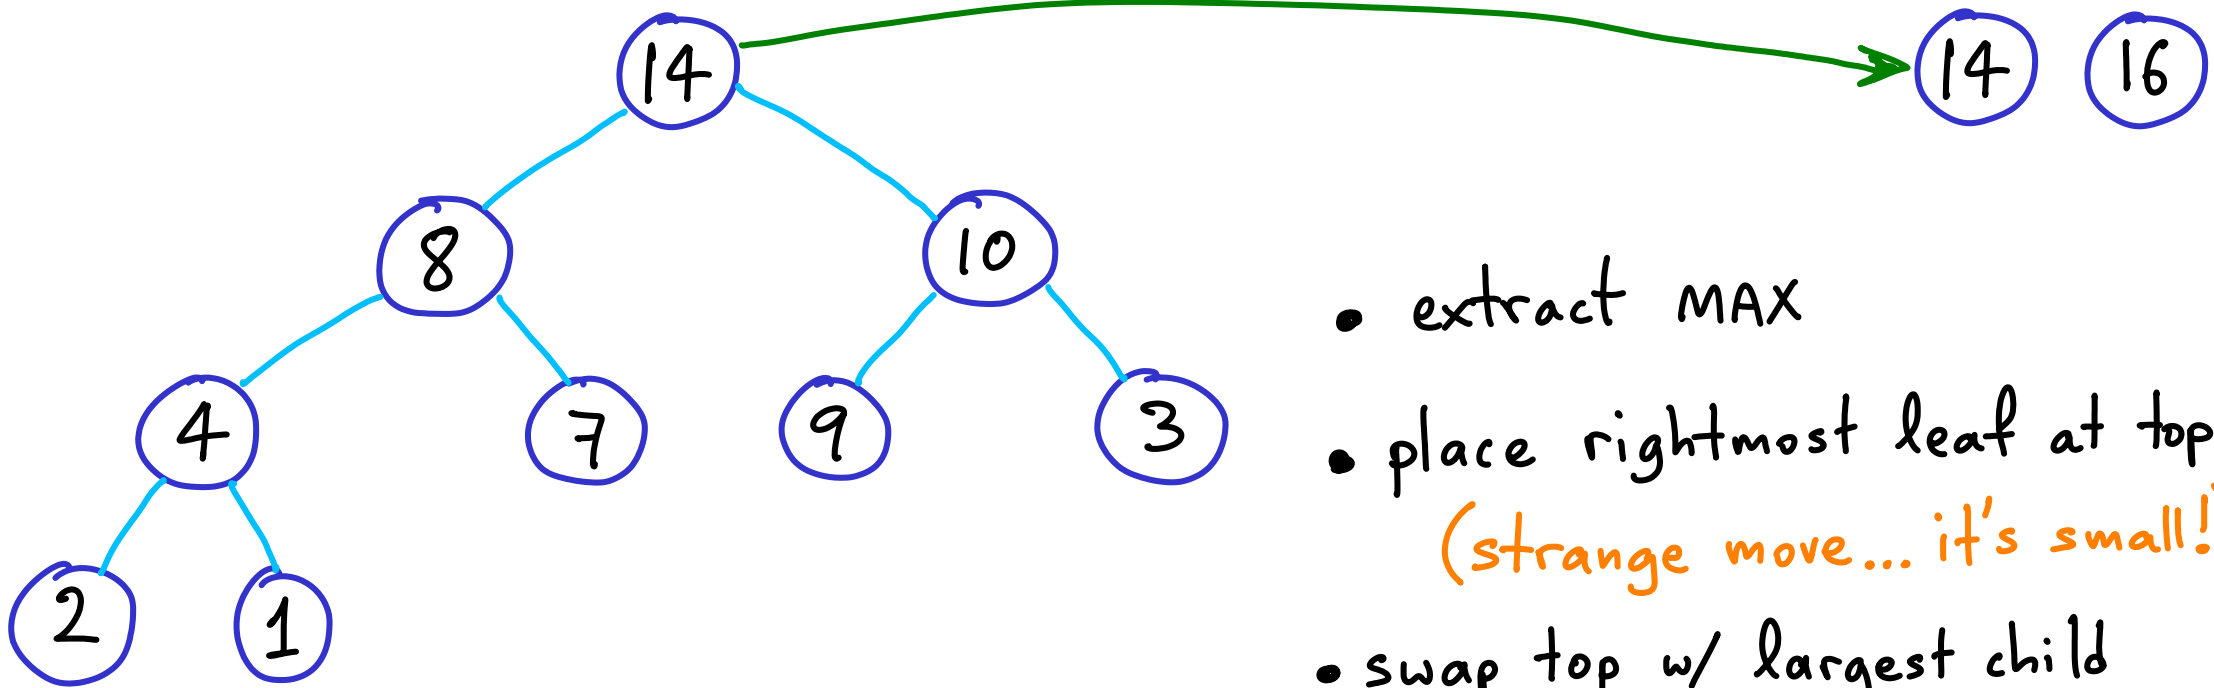 14
14 16
8 10
4 7 9 3
2 1
• extract MAX
• place rightmost leaf at top
(strange move... it's small!
• swap top w/ largest child